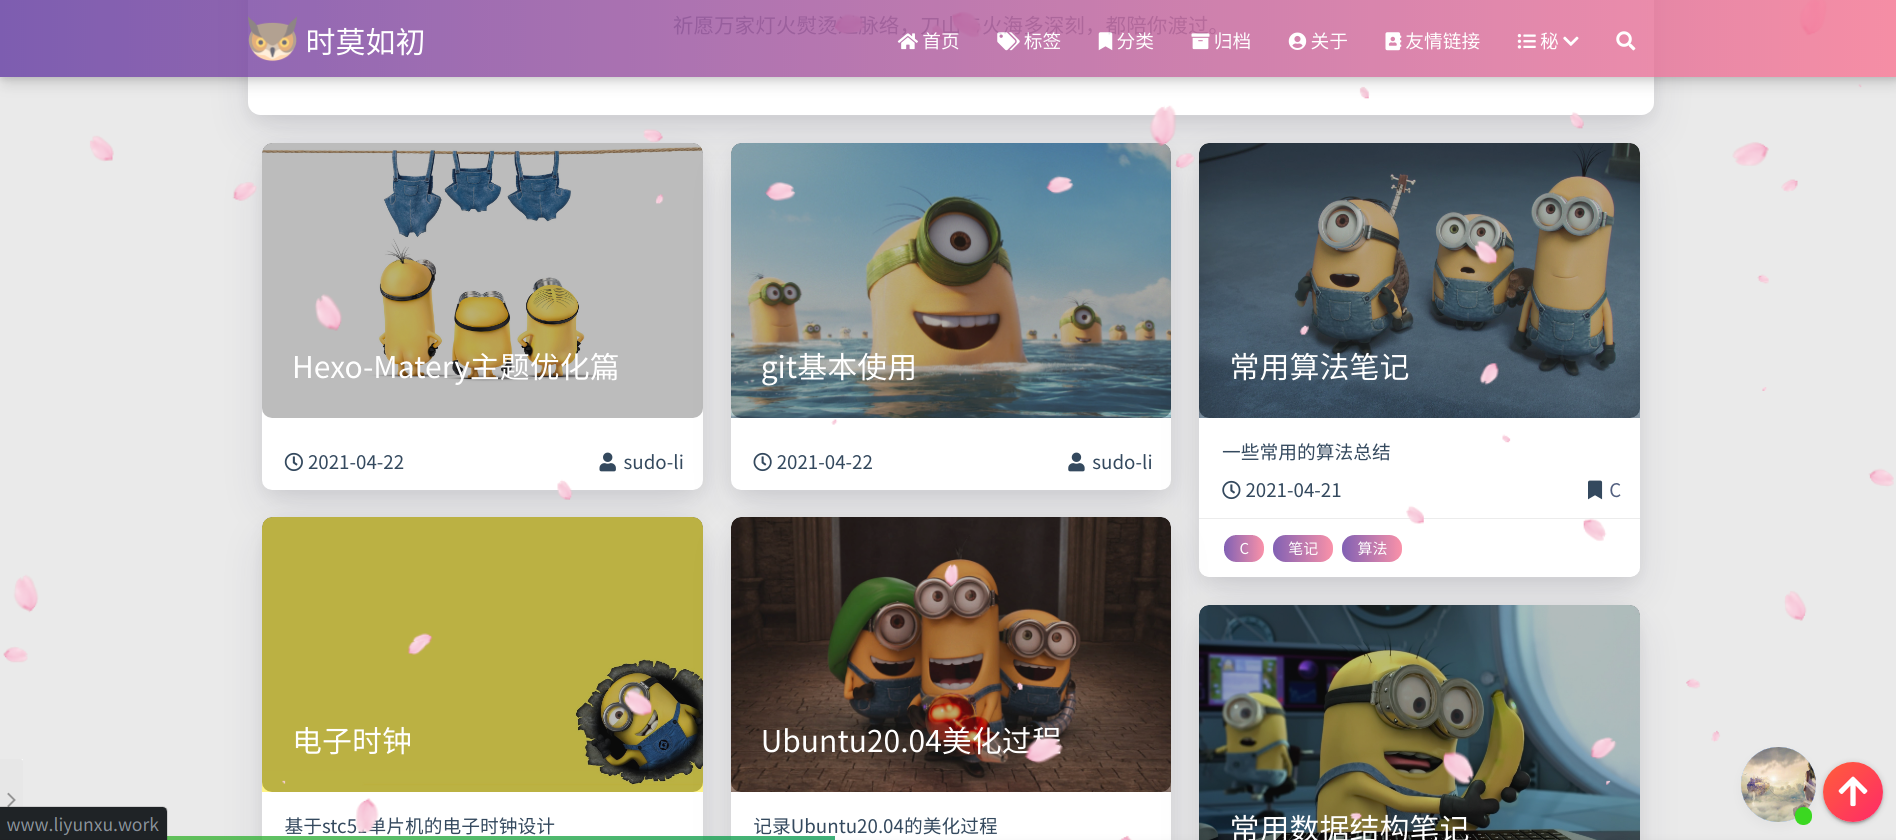 祈愿万家灯火熨烫 脉络，刀山 火海多深刻，都陪你渡过。
时莫如初
首页 标签 分类 归档 关于 友情链接 秘
Hexo-Matery主题优化篇
2021-04-22 sudo-li
git基本使用
2021-04-22 sudo-li
常用算法笔记
一些常用的算法总结
2021-04-21 C
C 笔记 算法
电子时钟
基于stc51单片机的电子时钟设计
Ubuntu20.04美化过程
记录Ubuntu20.04的美化过程
常用数据结构笔记
www.liyunxu.work